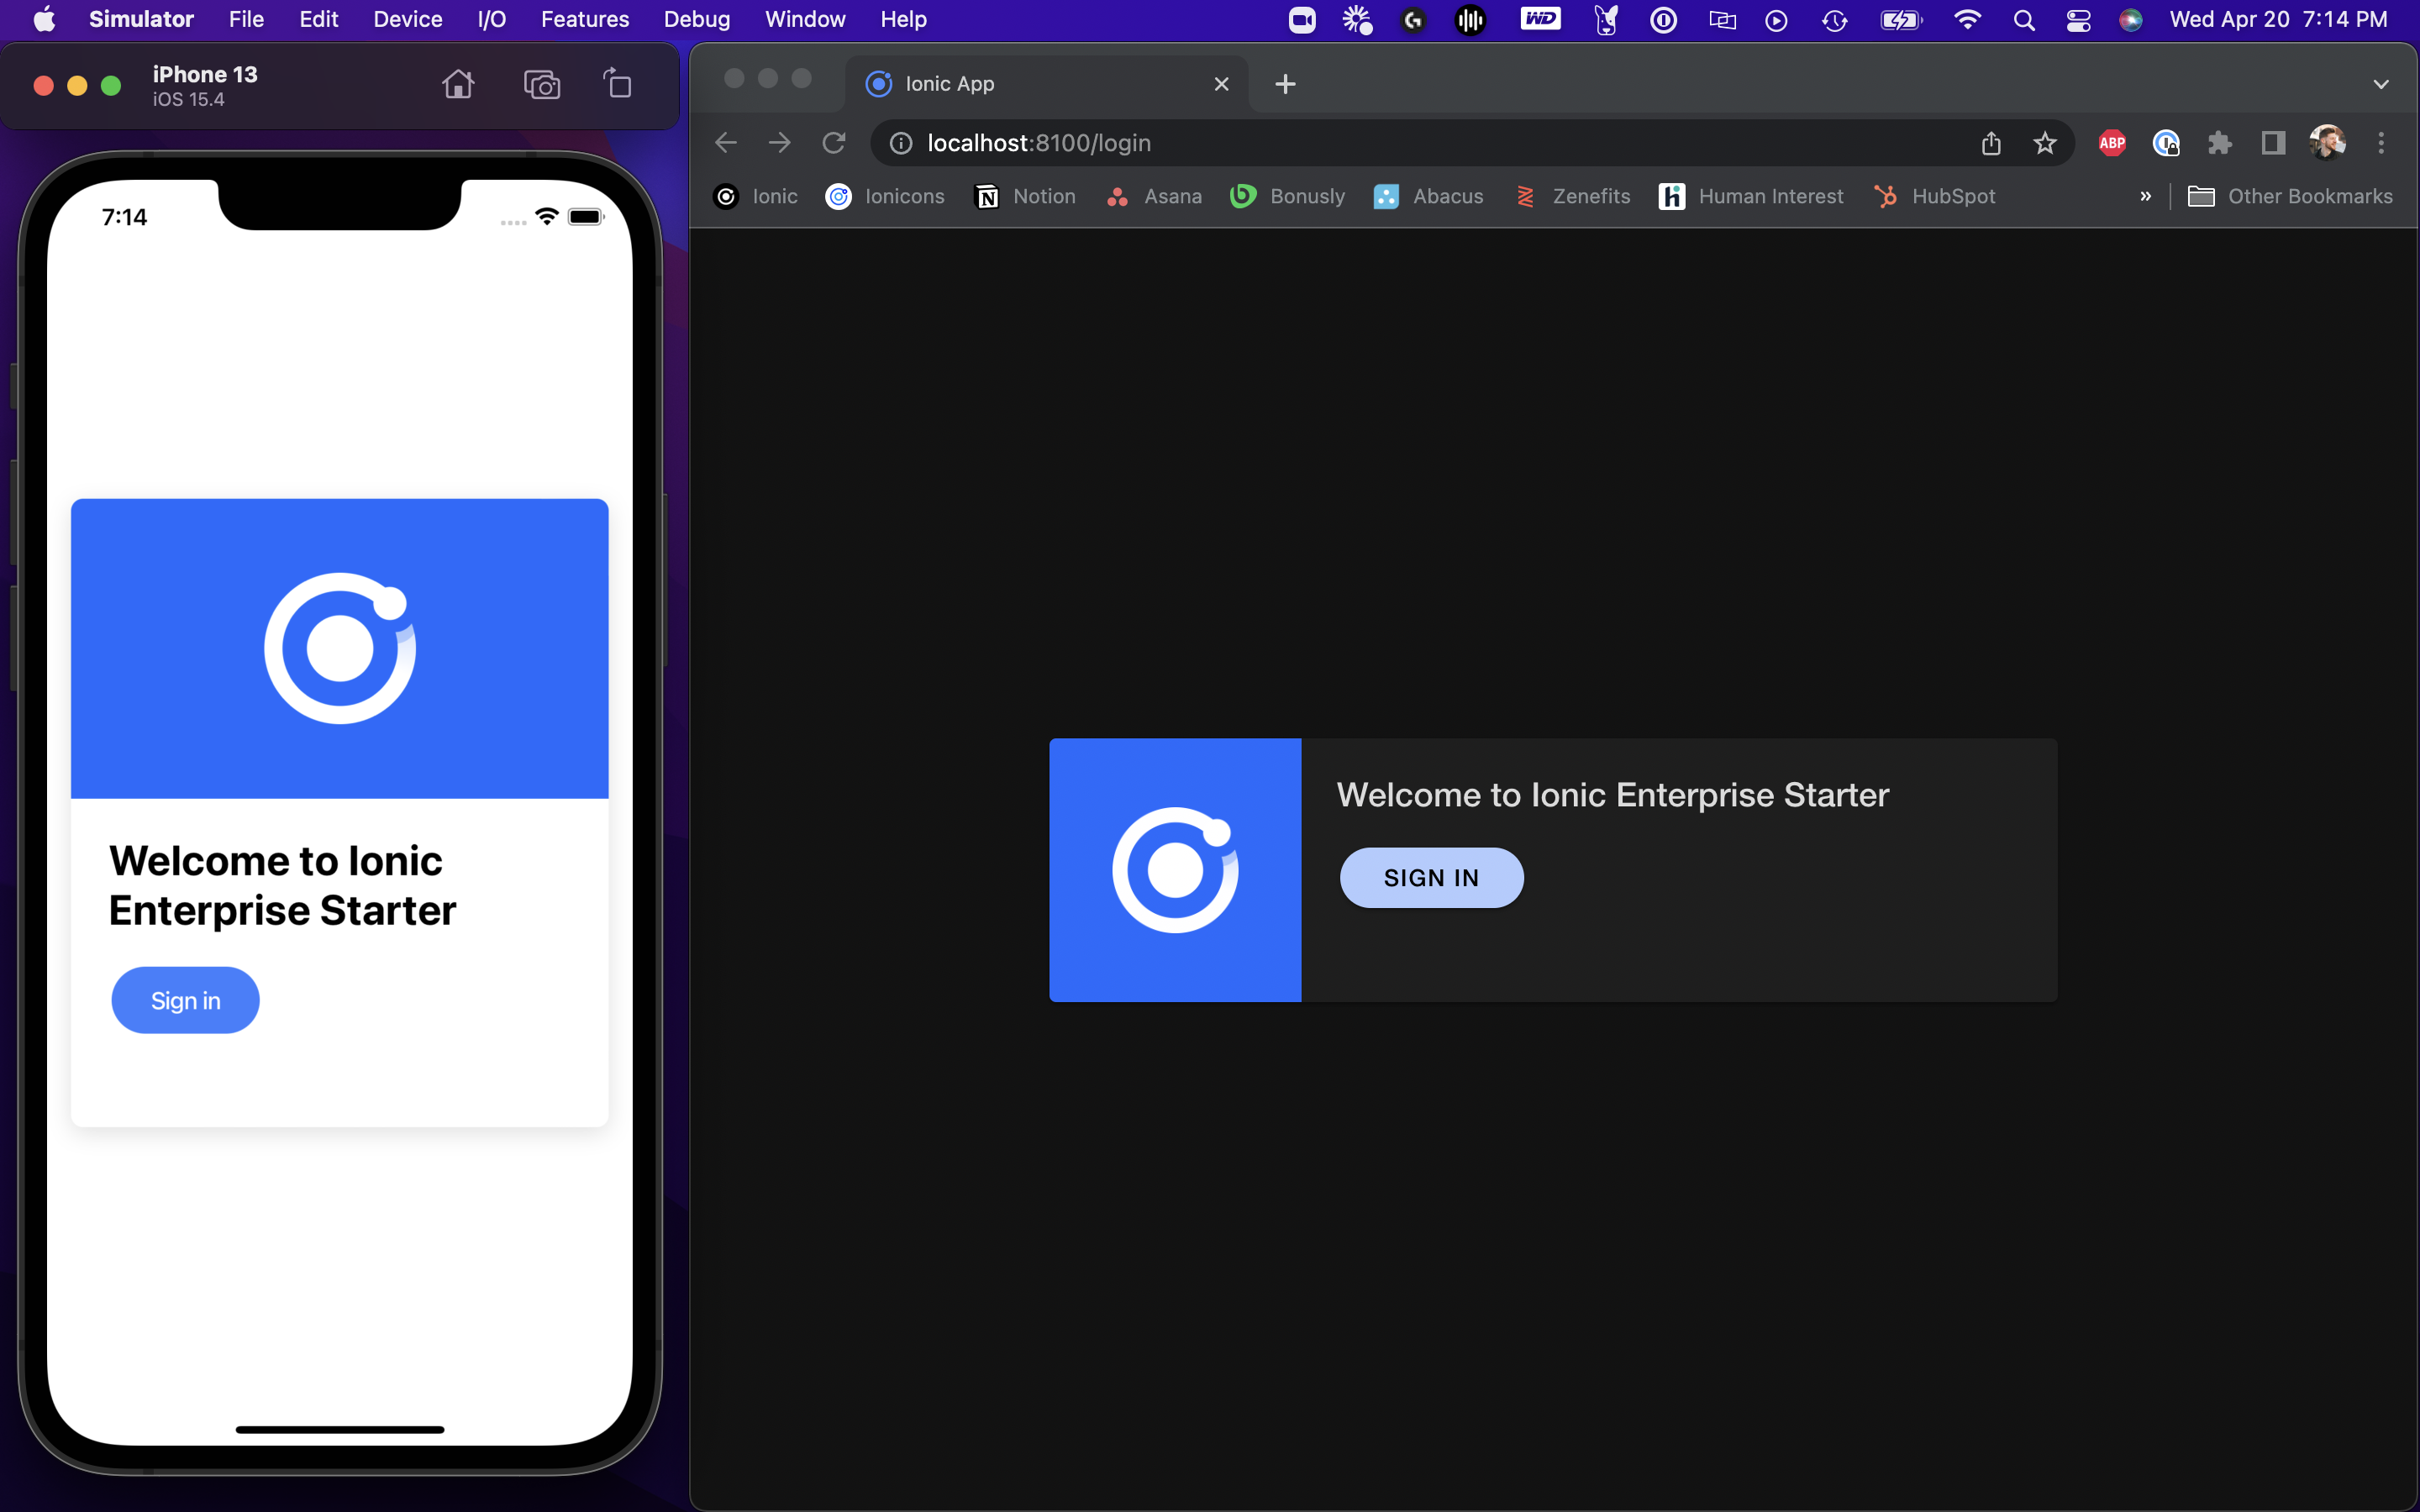 Simulator File Edit Device I/O Features Debug Window Help WD Wed Apr 20 7:14 PM
iPhone 13
iOS 15.4
7:14
Welcome to Ionic
Enterprise Starter
Sign in
Ionic App
localhost:8100/login
ABP
Ionic Ionicons Notion Asana Bonusly Abacus Zenefits Human Interest HubSpot » Other Bookmarks
Welcome to Ionic Enterprise Starter
SIGN IN